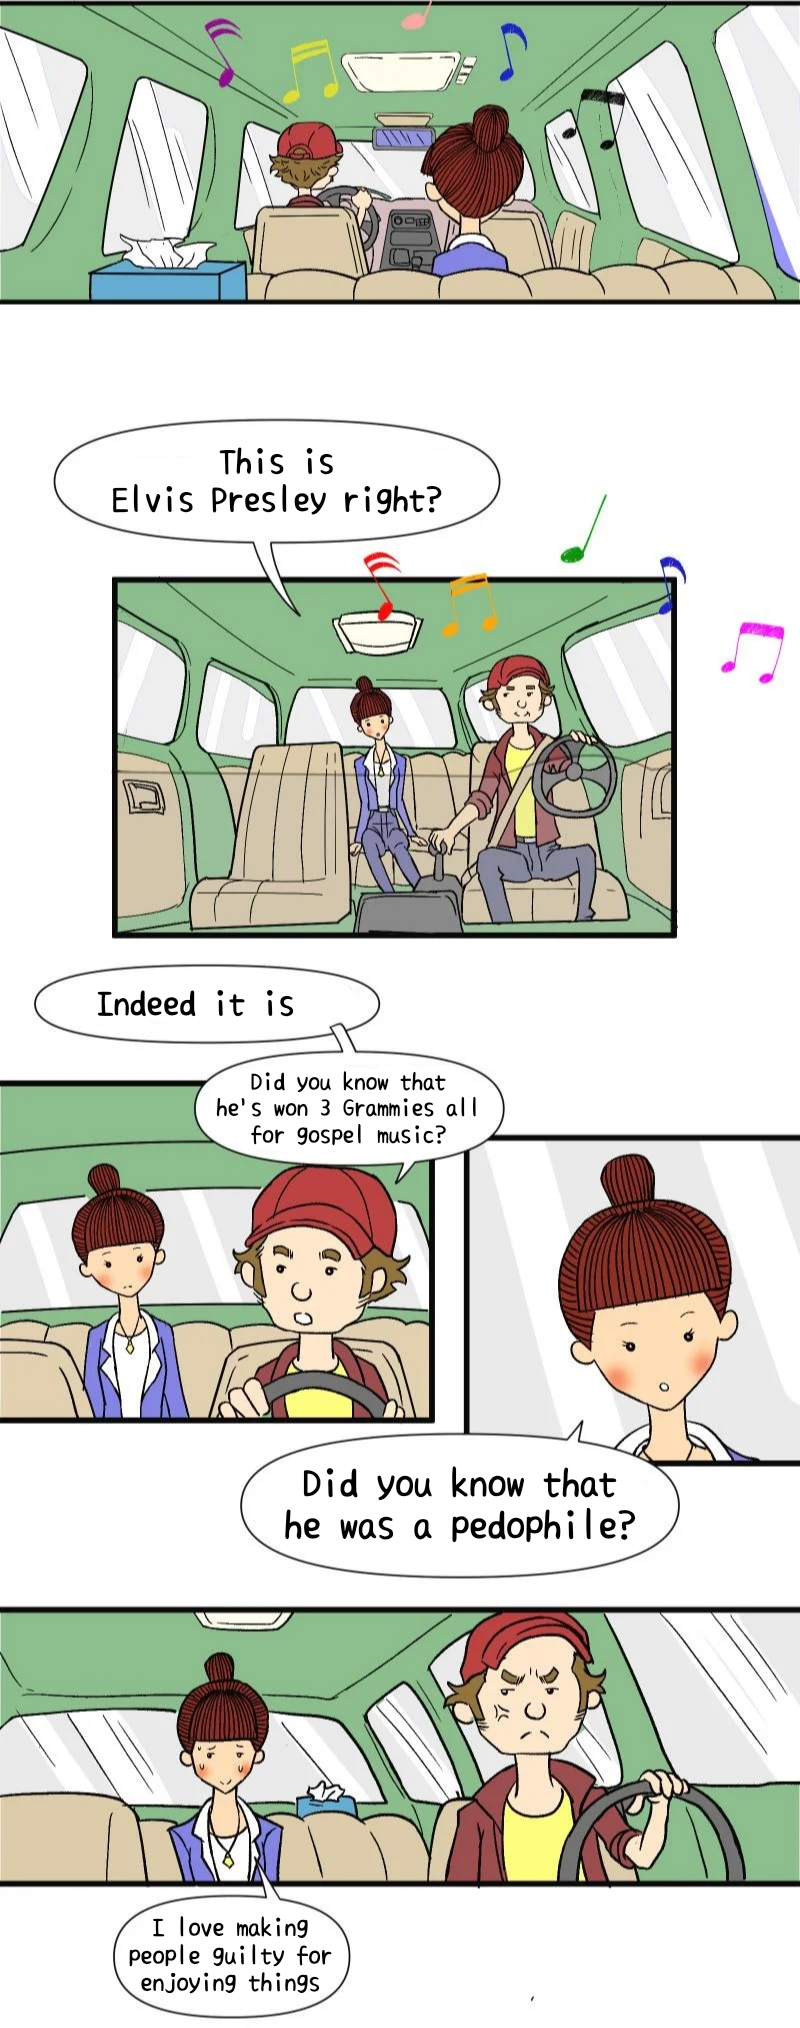 This is
Elvis Presley right?
Indeed it is
Did you know that
he's won 3 Grammies all
for gospel music?
Did you know that
he was a pedophile?
I love making
people guilty for
enjoying things